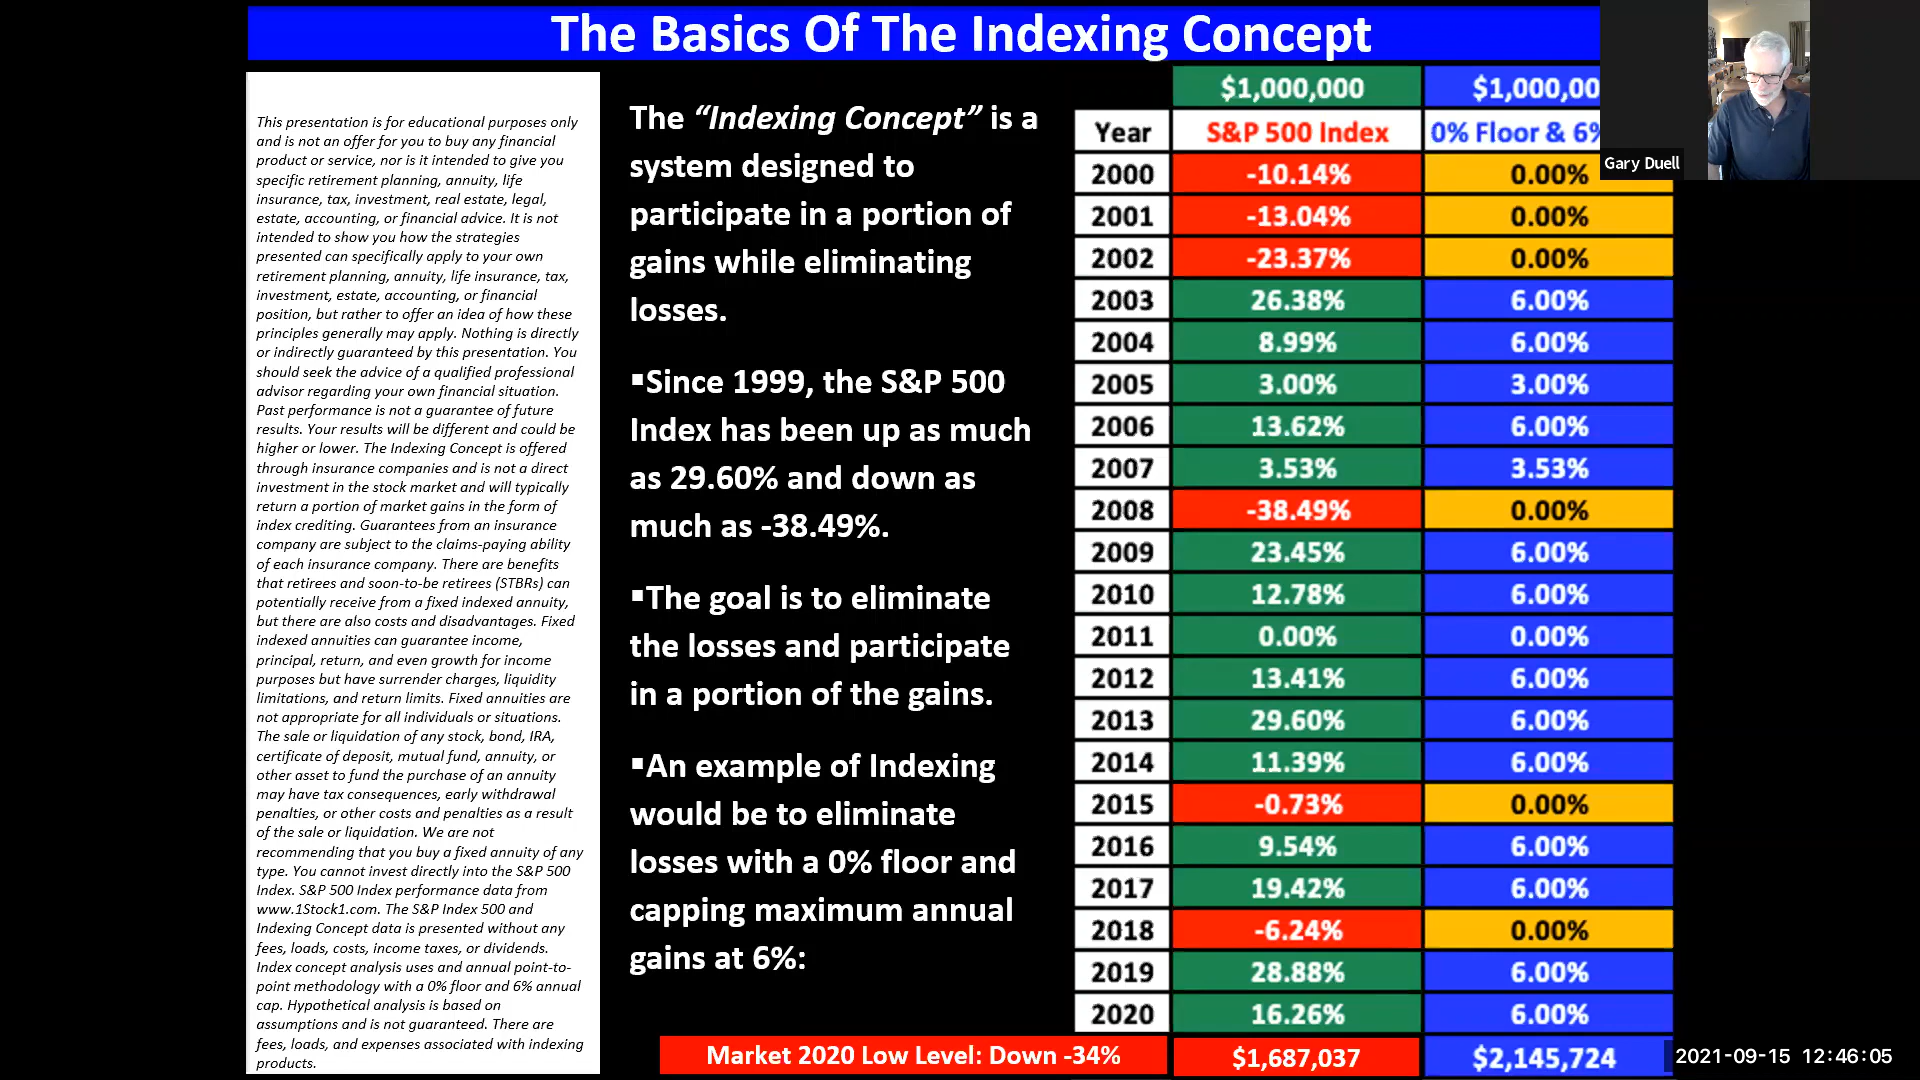 The Basics Of The Indexing Concept
This presentation is for educational purposes only
and is not an offer for you to buy any financial
product or service, nor is it intended to give you
specific retirement planning, annuity, life
insurance, tax, investment, real estate, legal,
estate, accounting, or financial advice. It is not
intended to show you how the strategies
presented can specifically apply to your own
retirement planning, annuity, life insurance, tax,
investment, estate, accounting, or financial
position, but rather to offer an idea of how these
principles generally may apply. Nothing is directly
or indirectly guaranteed by this presentation. You
should seek the advice of a qualified professional
advisor regarding your own financial situation.
Past performance is not a guarantee of future
results. Your results will be different and could be
higher or lower. The Indexing Concept is offered
through insurance companies and is not a direct
investment in the stock market and will typically
return a portion of market gains in the form of
index crediting. Guarantees from an insurance
company are subject to the claims-paying ability
of each insurance company. There are benefits
that retirees and soon-to-be retirees (STBRs) can
potentially receive from a fixed indexed annuity,
but there are also costs and disadvantages. Fixed
indexed annuities can guarantee income,
principal, return, and even growth for income
purposes but have surrender charges, liquidity
limitations, and return limits. Fixed annuities are
not appropriate for all individuals or situations.
The sale or liquidation of any stock, bond, IRA,
certificate of deposit, mutual fund, annuity, or
other asset to fund the purchase of an annuity
may have tax consequences, early withdrawal
penalties, or other costs and penalties as a result
of the sale or liquidation. We are not
recommending that you buy a fixed annuity of any
type. You cannot invest directly into the S&P 500
Index. S&P 500 Index performance data from
www.1Stock1.com. The S&P Index 500 and
Indexing Concept data is presented without any
fees, loads, costs, income taxes, or dividends.
Index concept analysis uses and annual point-to-
point methodology with a 0% floor and 6% annual
cap. Hypothetical analysis is based on
assumptions and is not guaranteed. There are
fees, loads, and expenses associated with indexing
products.
The “Indexing Concept” is a
system designed to
participate in a portion of
gains while eliminating
losses.
▪Since 1999, the S&P 500
Index has been up as much
as 29.60% and down as
much as -38.49%.
▪The goal is to eliminate
the losses and participate
in a portion of the gains.
▪An example of Indexing
would be to eliminate
losses with a 0% floor and
capping maximum annual
gains at 6%:
$1,000,000 $1,000,00
Year S&P 500 Index 0% Floor & 6%
2000 -10.14% 0.00%
2001 -13.04% 0.00%
2002 -23.37% 0.00%
2003 26.38% 6.00%
2004 8.99% 6.00%
2005 3.00% 3.00%
2006 13.62% 6.00%
2007 3.53% 3.53%
2008 -38.49% 0.00%
2009 23.45% 6.00%
2010 12.78% 6.00%
2011 0.00% 0.00%
2012 13.41% 6.00%
2013 29.60% 6.00%
2014 11.39% 6.00%
2015 -0.73% 0.00%
2016 9.54% 6.00%
2017 19.42% 6.00%
2018 -6.24% 0.00%
2019 28.88% 6.00%
2020 16.26% 6.00%
Market 2020 Low Level: Down -34% $1,687,037 $2,145,724
Gary Duell
2021-09-15 12:46:05